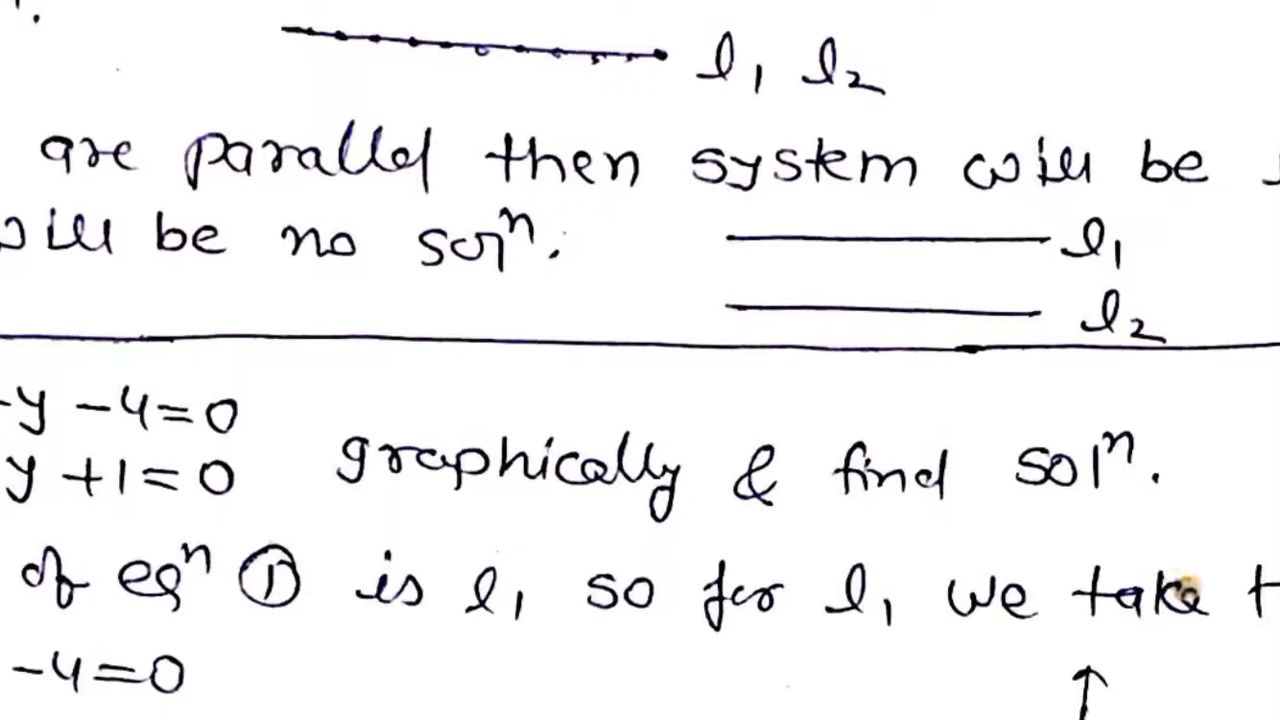 l₁ l₂
are parallel then system will be
will be no solⁿ.
l₁
l₂
-y -4=0
y +1=0
graphically & find solⁿ.
of eqⁿ ① is l₁ so for l₁ we take
-4=0